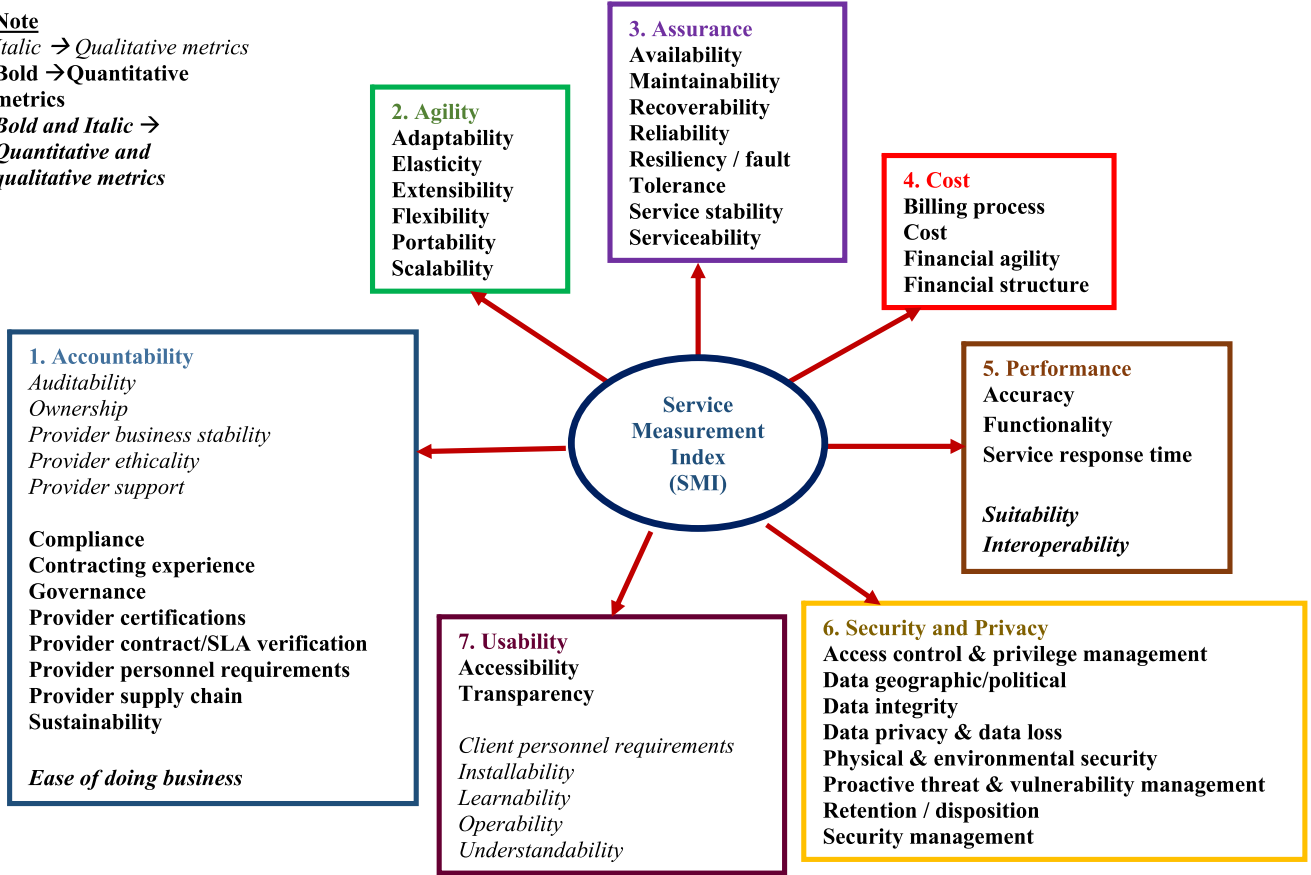 Note
Italic → Qualitative metrics
Bold →Quantitative
metrics
Bold and Italic →
Quantitative and
qualitative metrics
1. Accountability
Auditability
Ownership
Provider business stability
Provider ethicality
Provider support
Compliance
Contracting experience
Governance
Provider certifications
Provider contract/SLA verification
Provider personnel requirements
Provider supply chain
Sustainability
Ease of doing business
2. Agility
Adaptability
Elasticity
Extensibility
Flexibility
Portability
Scalability
3. Assurance
Availability
Maintainability
Recoverability
Reliability
Resiliency / fault
Tolerance
Service stability
Serviceability
4. Cost
Billing process
Cost
Financial agility
Financial structure
Service
Measurement
Index
(SMI)
5. Performance
Accuracy
Functionality
Service response time
Suitability
Interoperability
6. Security and Privacy
Access control & privilege management
Data geographic/political
Data integrity
Data privacy & data loss
Physical & environmental security
Proactive threat & vulnerability management
Retention / disposition
Security management
7. Usability
Accessibility
Transparency
Client personnel requirements
Installability
Learnability
Operability
Understandability